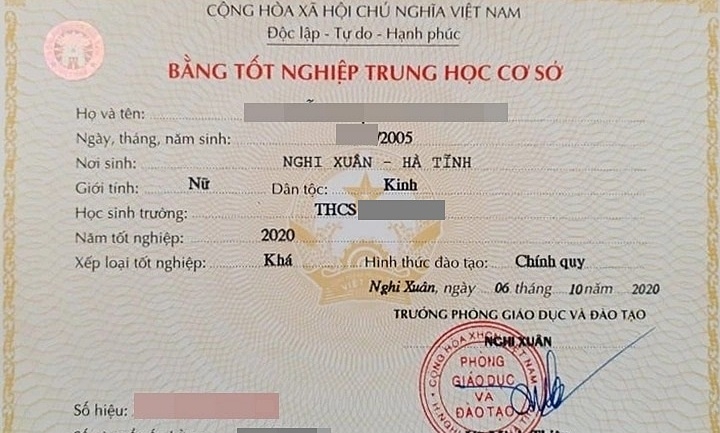 CỘNG HÒA XÃ HỘI CHỦ NGHĨA VIỆT NAM
Độc lập - Tự do - Hạnh phúc
BẰNG TỐT NGHIỆP TRUNG HỌC CƠ SỞ
Họ và tên:
Ngày, tháng, năm sinh: /2005
Nơi sinh: NGHI XUÂN - HÀ TĨNH
Giới tính: Nữ Dân tộc: Kinh
Học sinh trường: THCS
Năm tốt nghiệp: 2020
Xếp loại tốt nghiệp: Khá Hình thức đào tạo: Chính quy
Nghi Xuân, ngày 06 tháng 10 năm 2020
TRƯỞNG PHÒNG GIÁO DỤC VÀ ĐÀO TẠO
NGHI XUÂN
PHÒNG
GIÁO DỤC
VÀ
ĐÀO TẠO
Số hiệu: